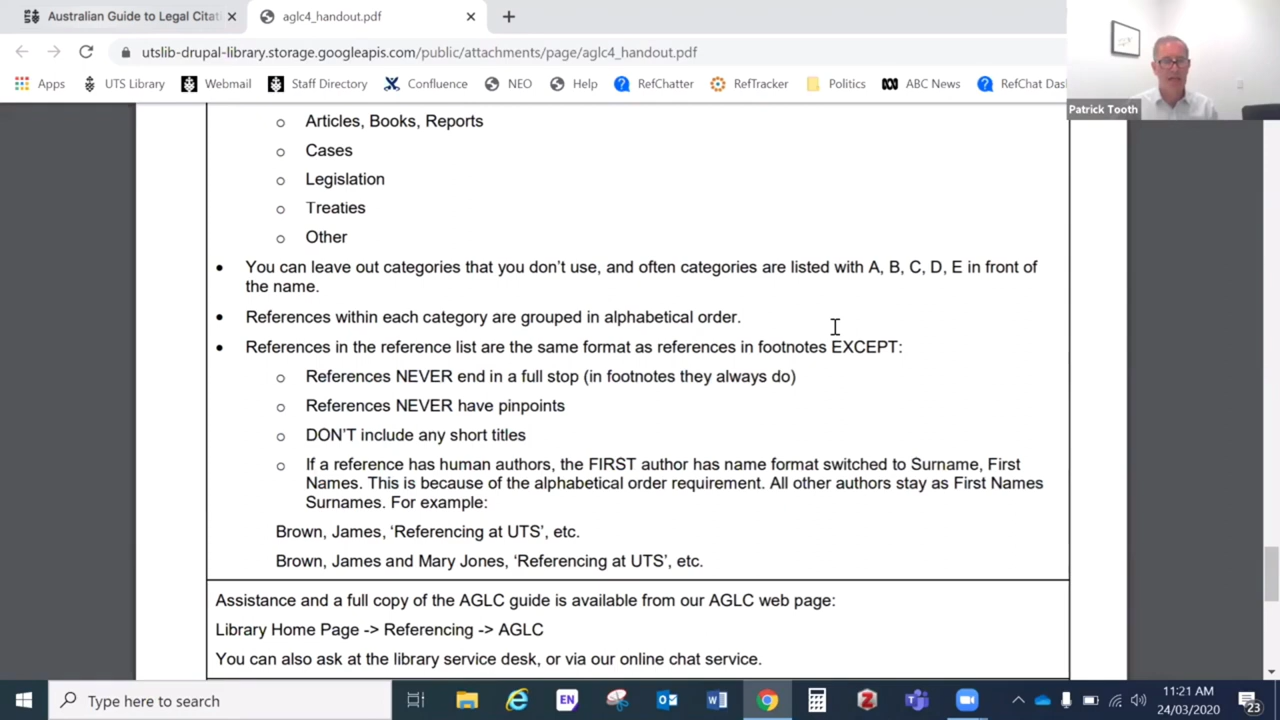 Australian Guide to Legal Citati
aglc4_handout.pdf
utslib-drupal-library.storage.googleapis.com/public/attachments/page/aglc4_handout.pdf
Apps UTS Library Webmail Staff Directory Confluence NEO Help RefChatter RefTracker Politics ABC News RefChat Das
Patrick Tooth
o Articles, Books, Reports
o Cases
o Legislation
o Treaties
o Other
• You can leave out categories that you don’t use, and often categories are listed with A, B, C, D, E in front of
the name.
• References within each category are grouped in alphabetical order.
• References in the reference list are the same format as references in footnotes EXCEPT:
o References NEVER end in a full stop (in footnotes they always do)
o References NEVER have pinpoints
o DON’T include any short titles
o If a reference has human authors, the FIRST author has name format switched to Surname, First
Names. This is because of the alphabetical order requirement. All other authors stay as First Names
Surnames. For example:
Brown, James, ‘Referencing at UTS’, etc.
Brown, James and Mary Jones, ‘Referencing at UTS’, etc.
Assistance and a full copy of the AGLC guide is available from our AGLC web page:
Library Home Page -> Referencing -> AGLC
You can also ask at the library service desk, or via our online chat service.
Type here to search
EN
11:21 AM
24/03/2020
23